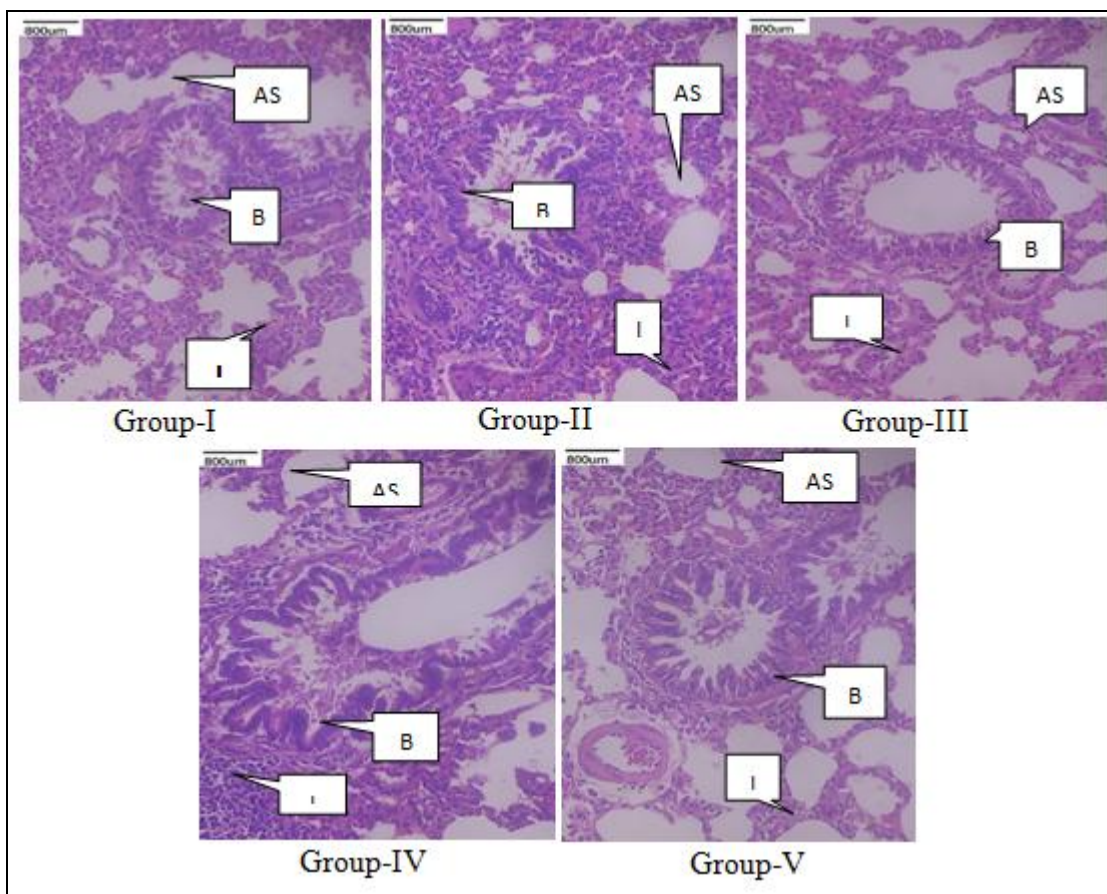 800um
AS
B
I
Group-I
800um
AS
B
I
Group-II
800um
AS
B
I
Group-III
800um
AS
B
Group-IV
800um
AS
B
I
Group-V